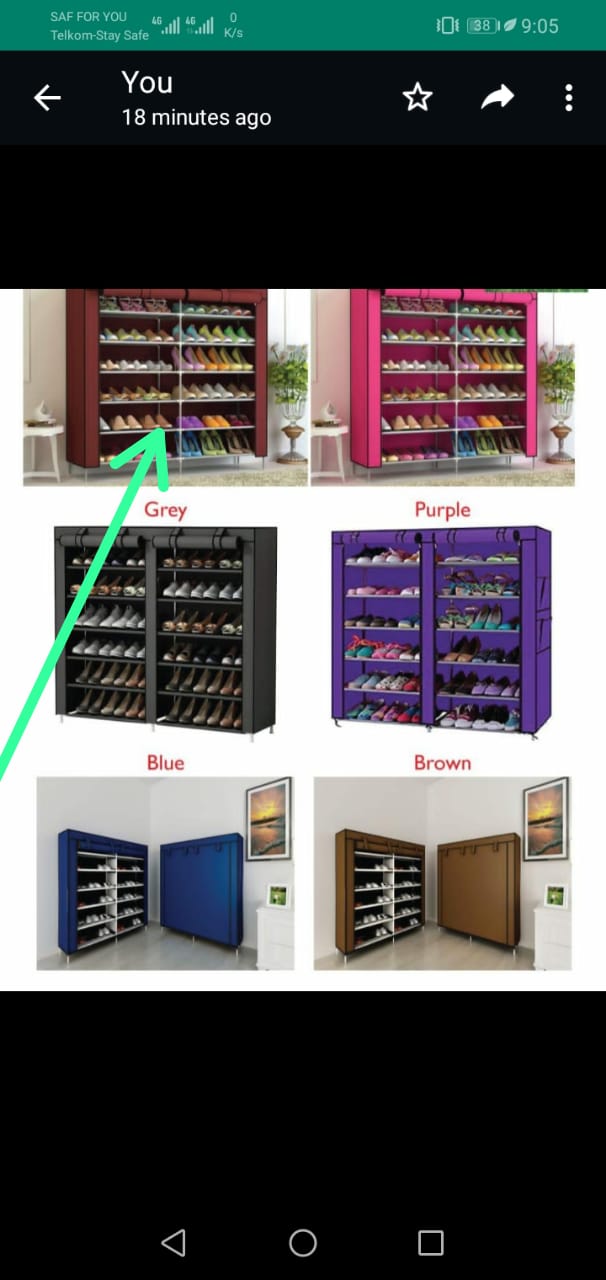 SAF FOR YOU
Telkom-Stay Safe
4G
4G
0
K/s
38
9:05
You
18 minutes ago
Grey
Purple
Blue
Brown